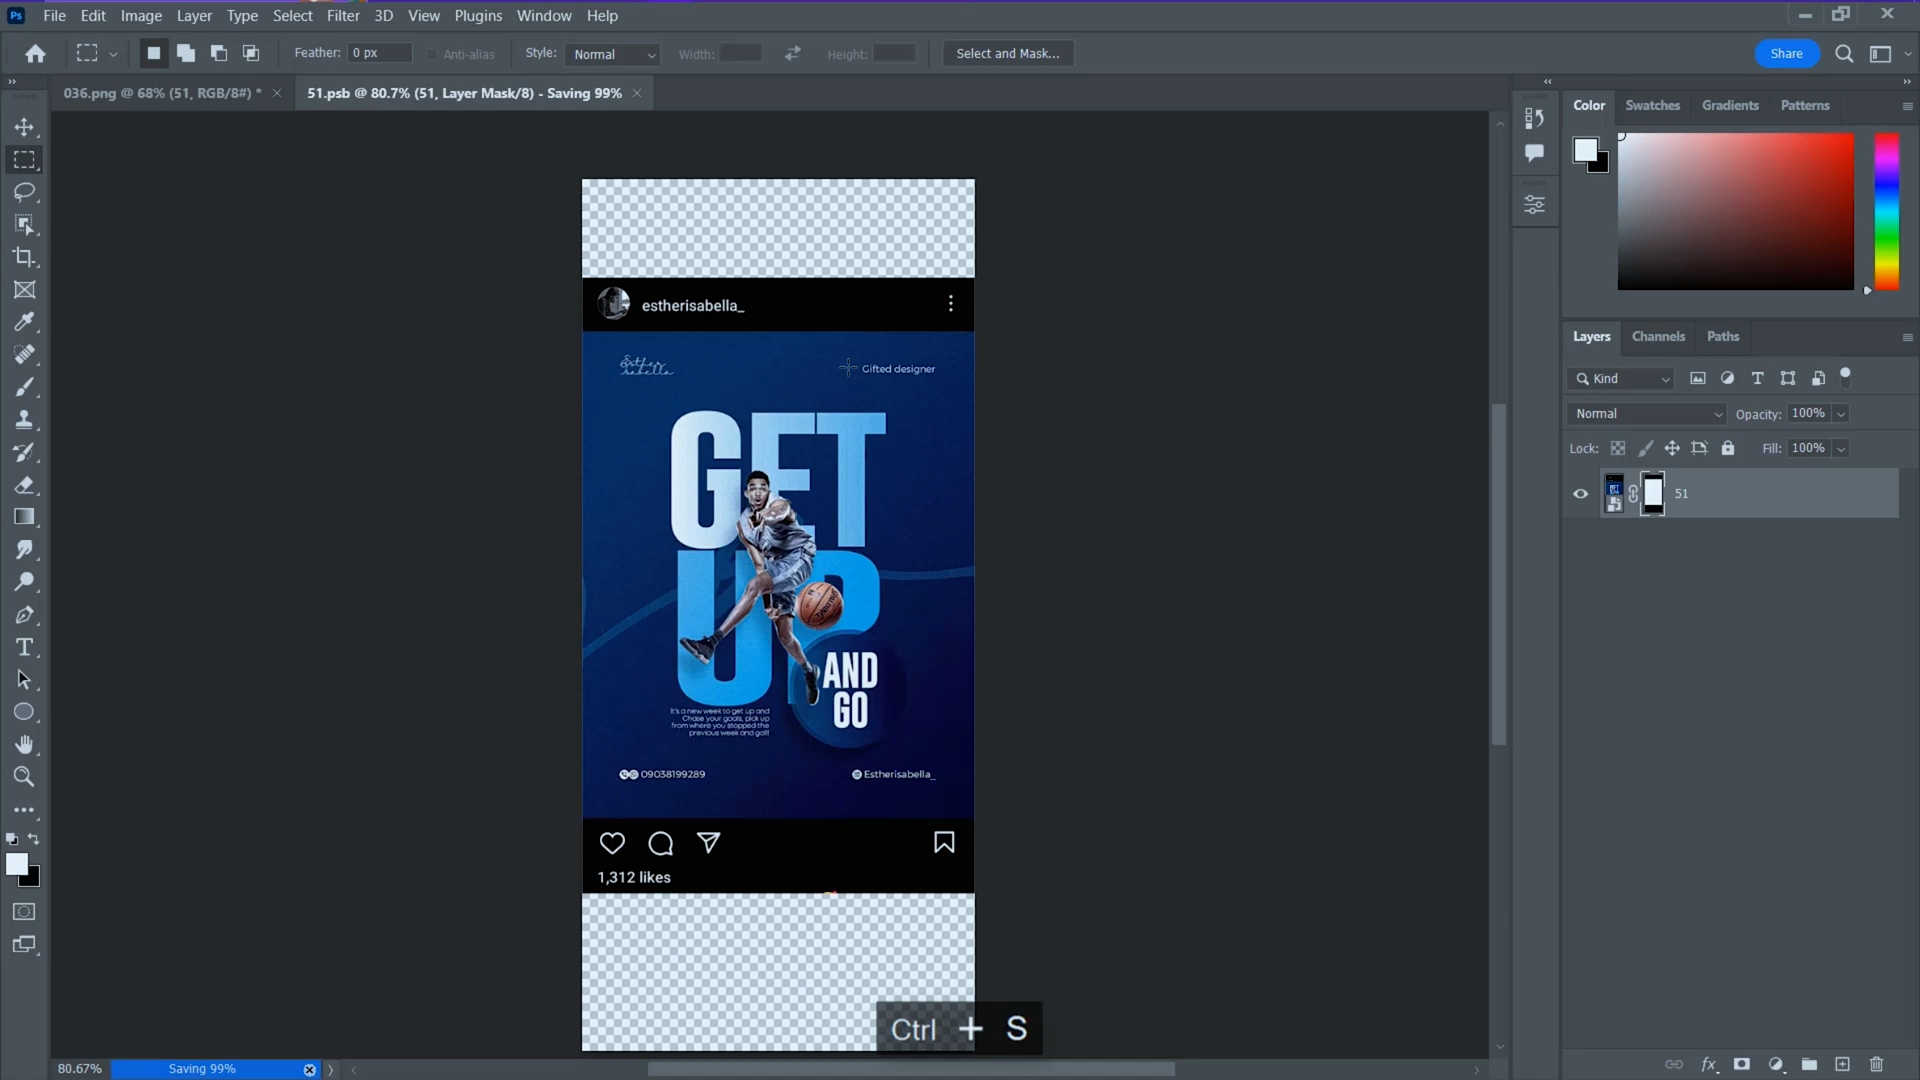 Ps File Edit Image Layer Type Select Filter 3D View Plugins Window Help
Feather: 0 px Anti-alias Style: Normal Width: Height: Select and Mask... Share
036.png @ 68% (51, RGB/8#) * 51.psb @ 80.7% (51, Layer Mask/8) - Saving 99%
Color Swatches Gradients Patterns
estherisabella_
Esther
Isabella
Gifted designer
GET
UP
AND
GO
It's a new week to get up and
Chase your goals, pick up
from where you stopped the
previous week and go!!!
09038199289
Estherisabella_
1,312 likes
Layers Channels Paths
Kind
Normal Opacity: 100%
Lock: Fill: 100%
51
Ctrl + S
80.67% Saving 99%